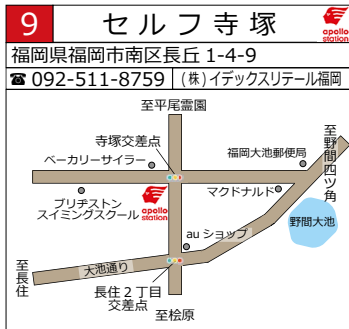 9
セルフ寺塚
apollo
station
福岡県福岡市南区長丘 1-4-9
☎ 092-511-8759
(株)イデックスリテール福岡
至平尾霊園
寺塚交差点
ベーカリーサイラー
福岡大池郵便局
至野間四ツ角
ブリヂストン
スイミングスクール
apollo
station
マクドナルド
野間大池
au ショップ
大池通り
至長住
長住 2 丁目
交差点
至桧原